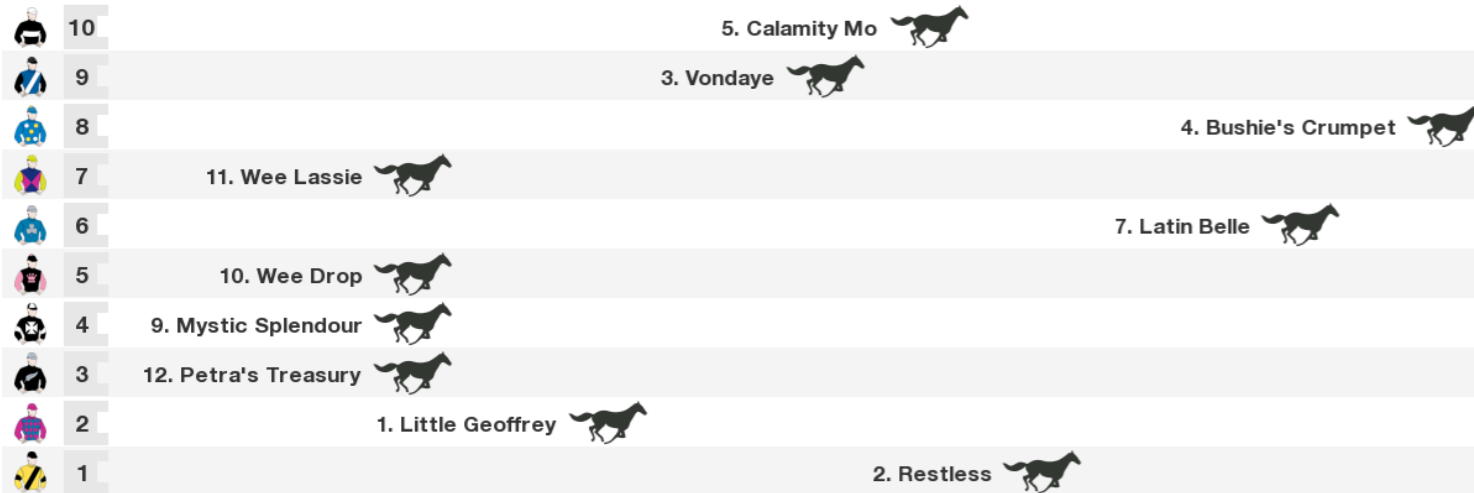 10 5. Calamity Mo
9 3. Vondaye
8 4. Bushie's Crumpet
7 11. Wee Lassie
6 7. Latin Belle
5 10. Wee Drop
4 9. Mystic Splendour
3 12. Petra's Treasury
2 1. Little Geoffrey
1 2. Restless